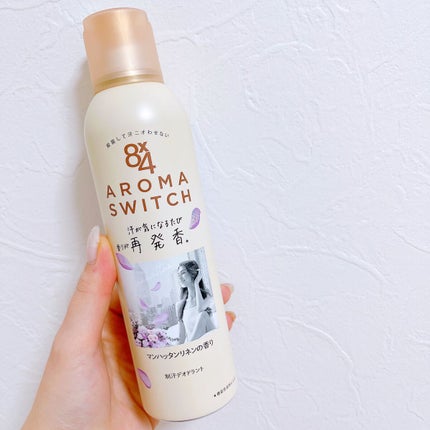 8x4
AROMA
SWITCH
汗が気になるたび
香りが再発香。
マンハッタンリネンの香り
制汗デオドラント